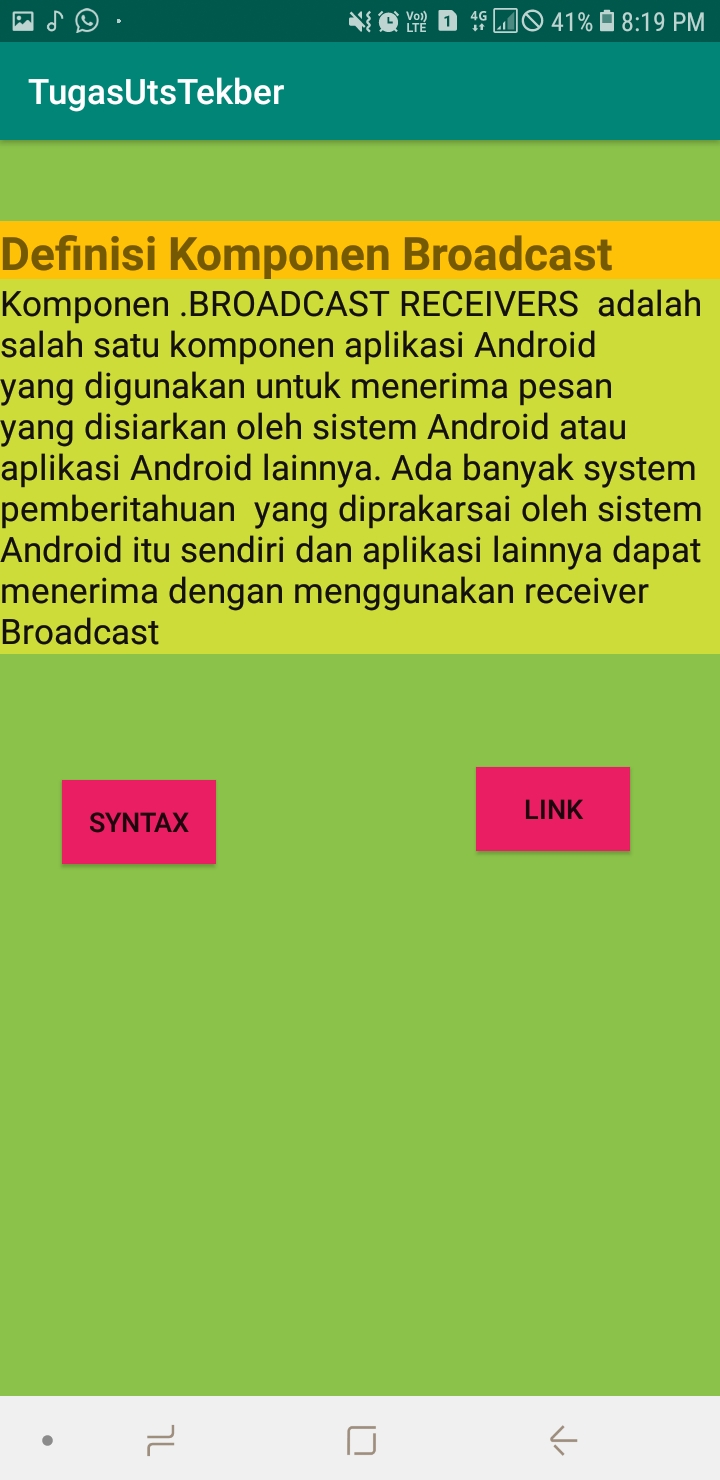 Vo)) LTE 1 4G 41% 8:19 PM
TugasUtsTekber
Definisi Komponen Broadcast
Komponen .BROADCAST RECEIVERS  adalah
salah satu komponen aplikasi Android
yang digunakan untuk menerima pesan
yang disiarkan oleh sistem Android atau
aplikasi Android lainnya. Ada banyak system
pemberitahuan  yang diprakarsai oleh sistem
Android itu sendiri dan aplikasi lainnya dapat
menerima dengan menggunakan receiver
Broadcast
SYNTAX
LINK